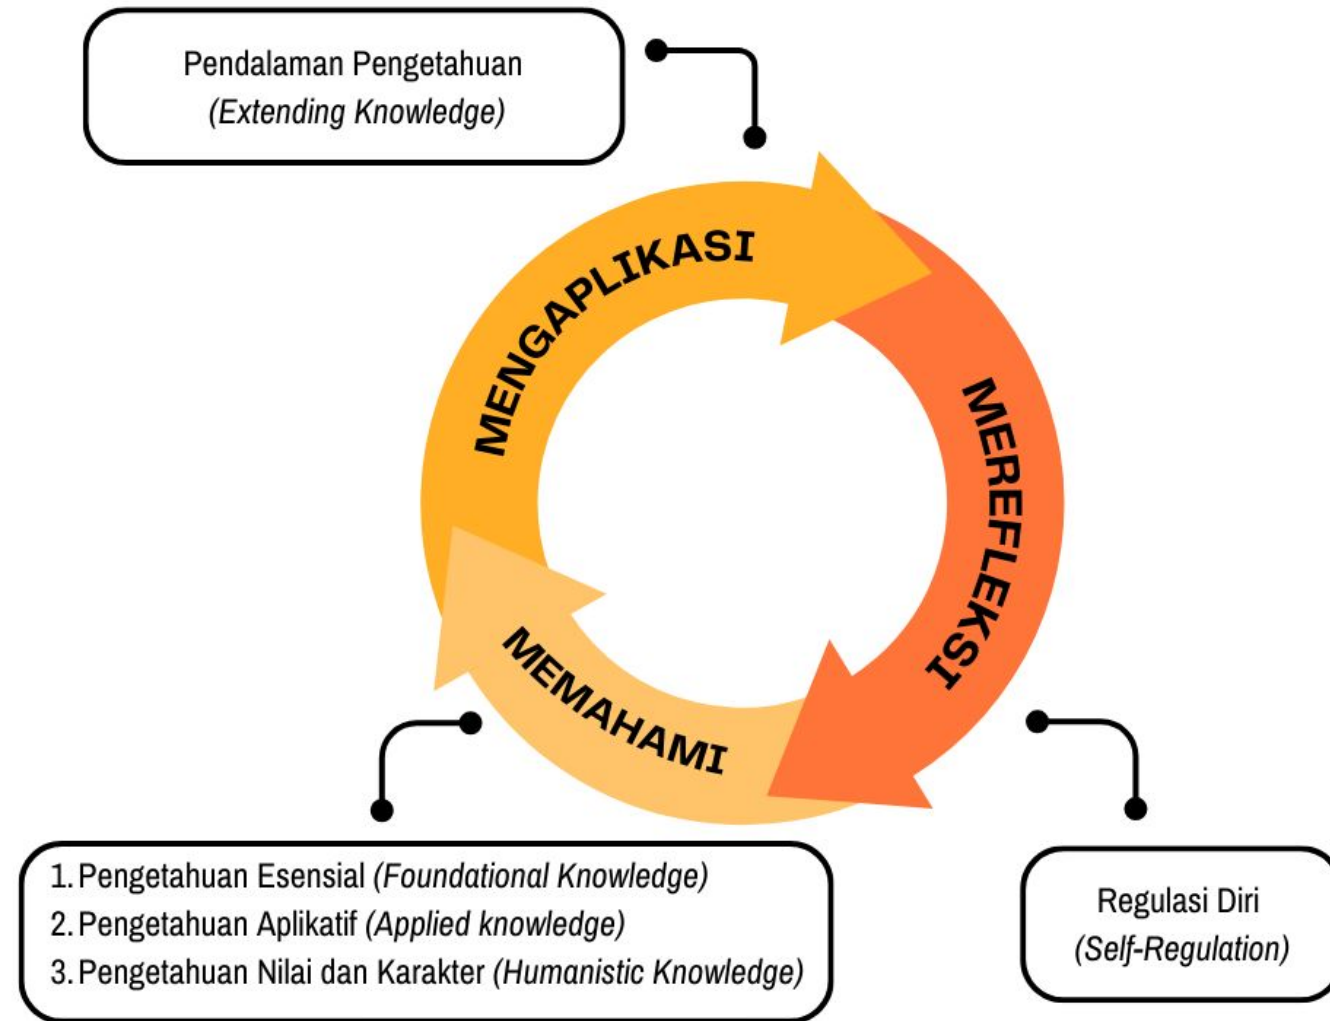 Pendalaman Pengetahuan
(Extending Knowledge)
MENGAPLIKASI
MEREFLEKSI
MEMAHAMI
1. Pengetahuan Esensial (Foundational Knowledge)
2. Pengetahuan Aplikatif (Applied knowledge)
3. Pengetahuan Nilai dan Karakter (Humanistic Knowledge)
Regulasi Diri
(Self-Regulation)